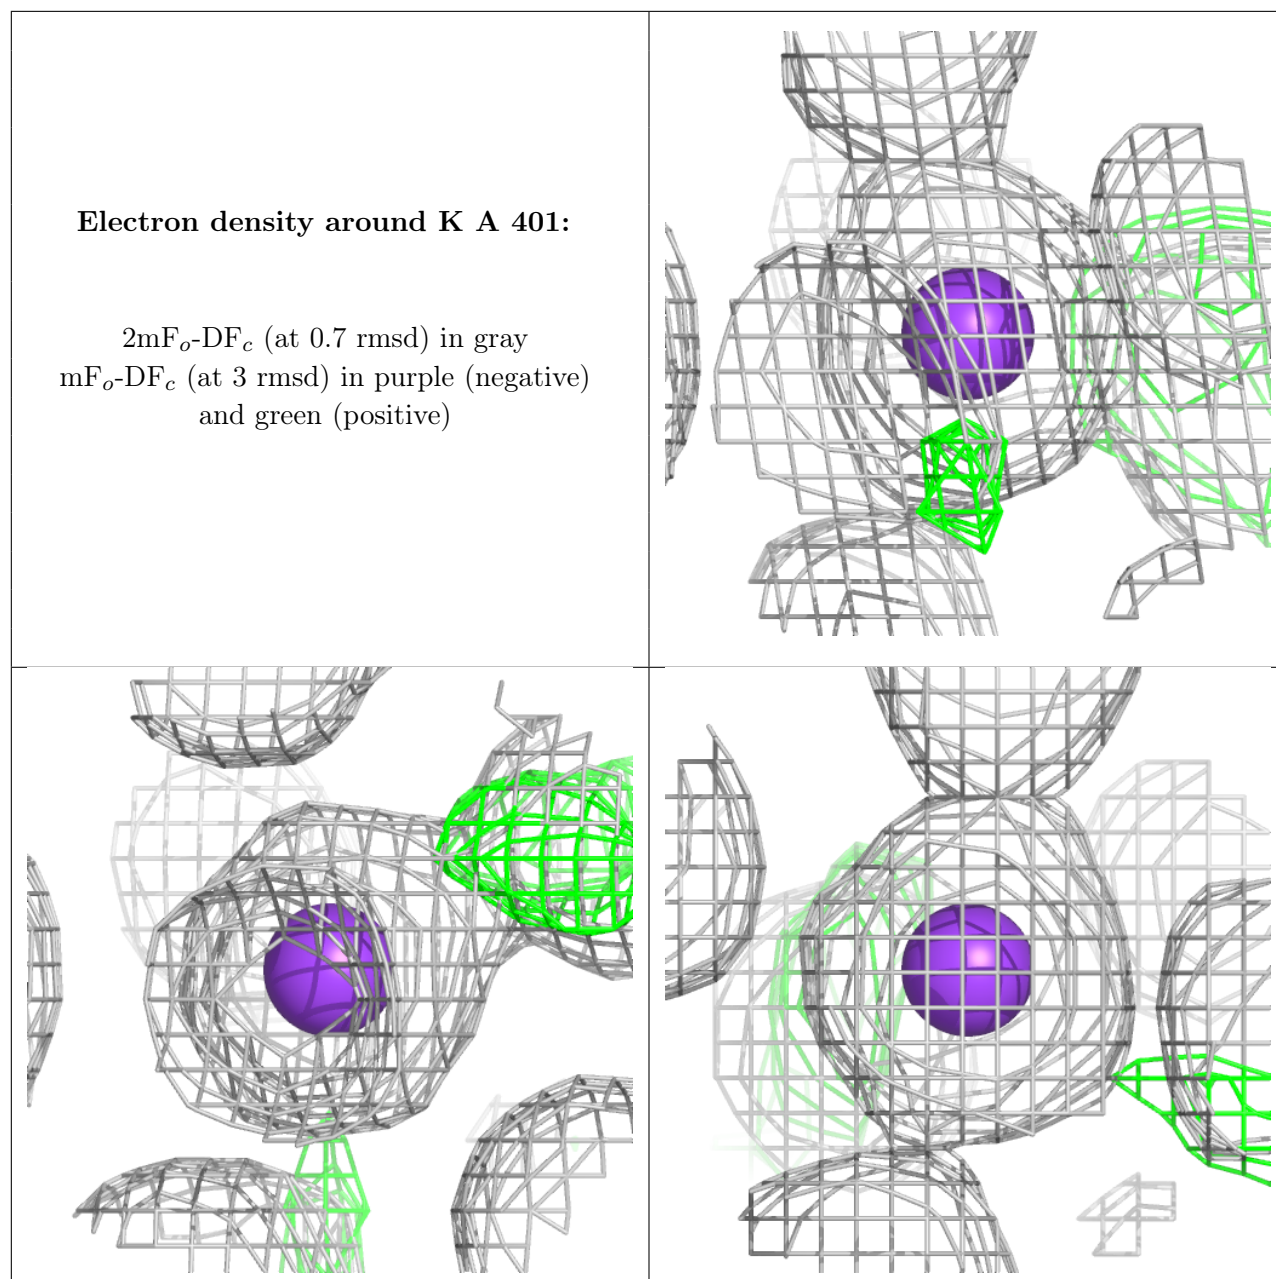 Electron density around K A 401:
2mFo-DFc (at 0.7 rmsd) in gray
mFo-DFc (at 3 rmsd) in purple (negative)
and green (positive)